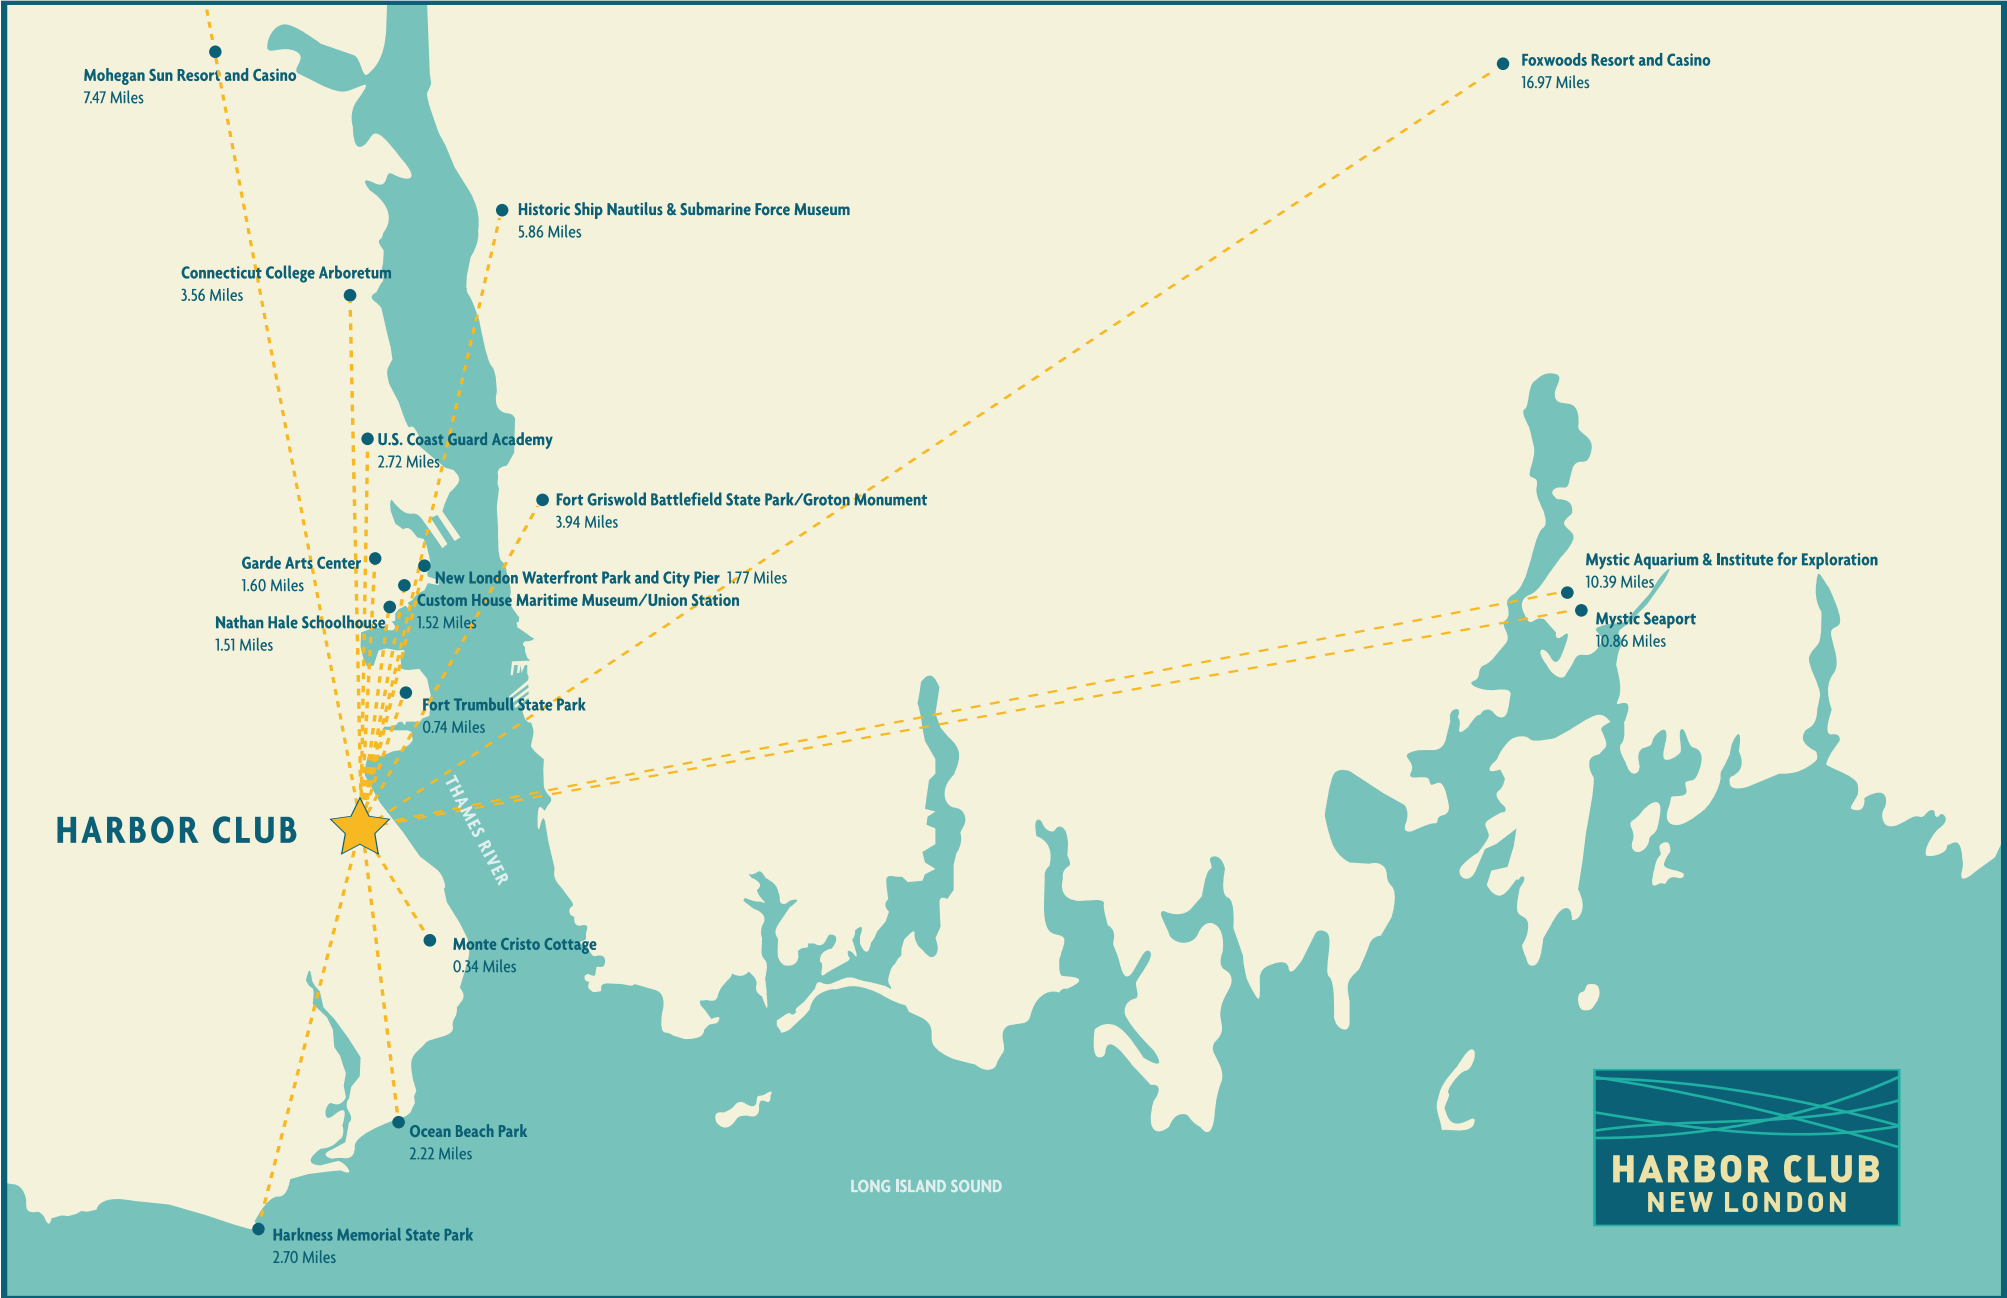 Mohegan Sun Resort and Casino
7.47 Miles
Foxwoods Resort and Casino
16.97 Miles
Historic Ship Nautilus & Submarine Force Museum
5.86 Miles
Connecticut College Arboretum
3.56 Miles
U.S. Coast Guard Academy
2.72 Miles
Fort Griswold Battlefield State Park/Groton Monument
3.94 Miles
Garde Arts Center
1.60 Miles
New London Waterfront Park and City Pier 1.77 Miles
Custom House Maritime Museum/Union Station
1.52 Miles
Nathan Hale Schoolhouse
1.51 Miles
Mystic Aquarium & Institute for Exploration
10.39 Miles
Mystic Seaport
10.86 Miles
Fort Trumbull State Park
0.74 Miles
THAMES RIVER
HARBOR CLUB
Monte Cristo Cottage
0.34 Miles
Ocean Beach Park
2.22 Miles
LONG ISLAND SOUND
HARBOR CLUB
NEW LONDON
Harkness Memorial State Park
2.70 Miles